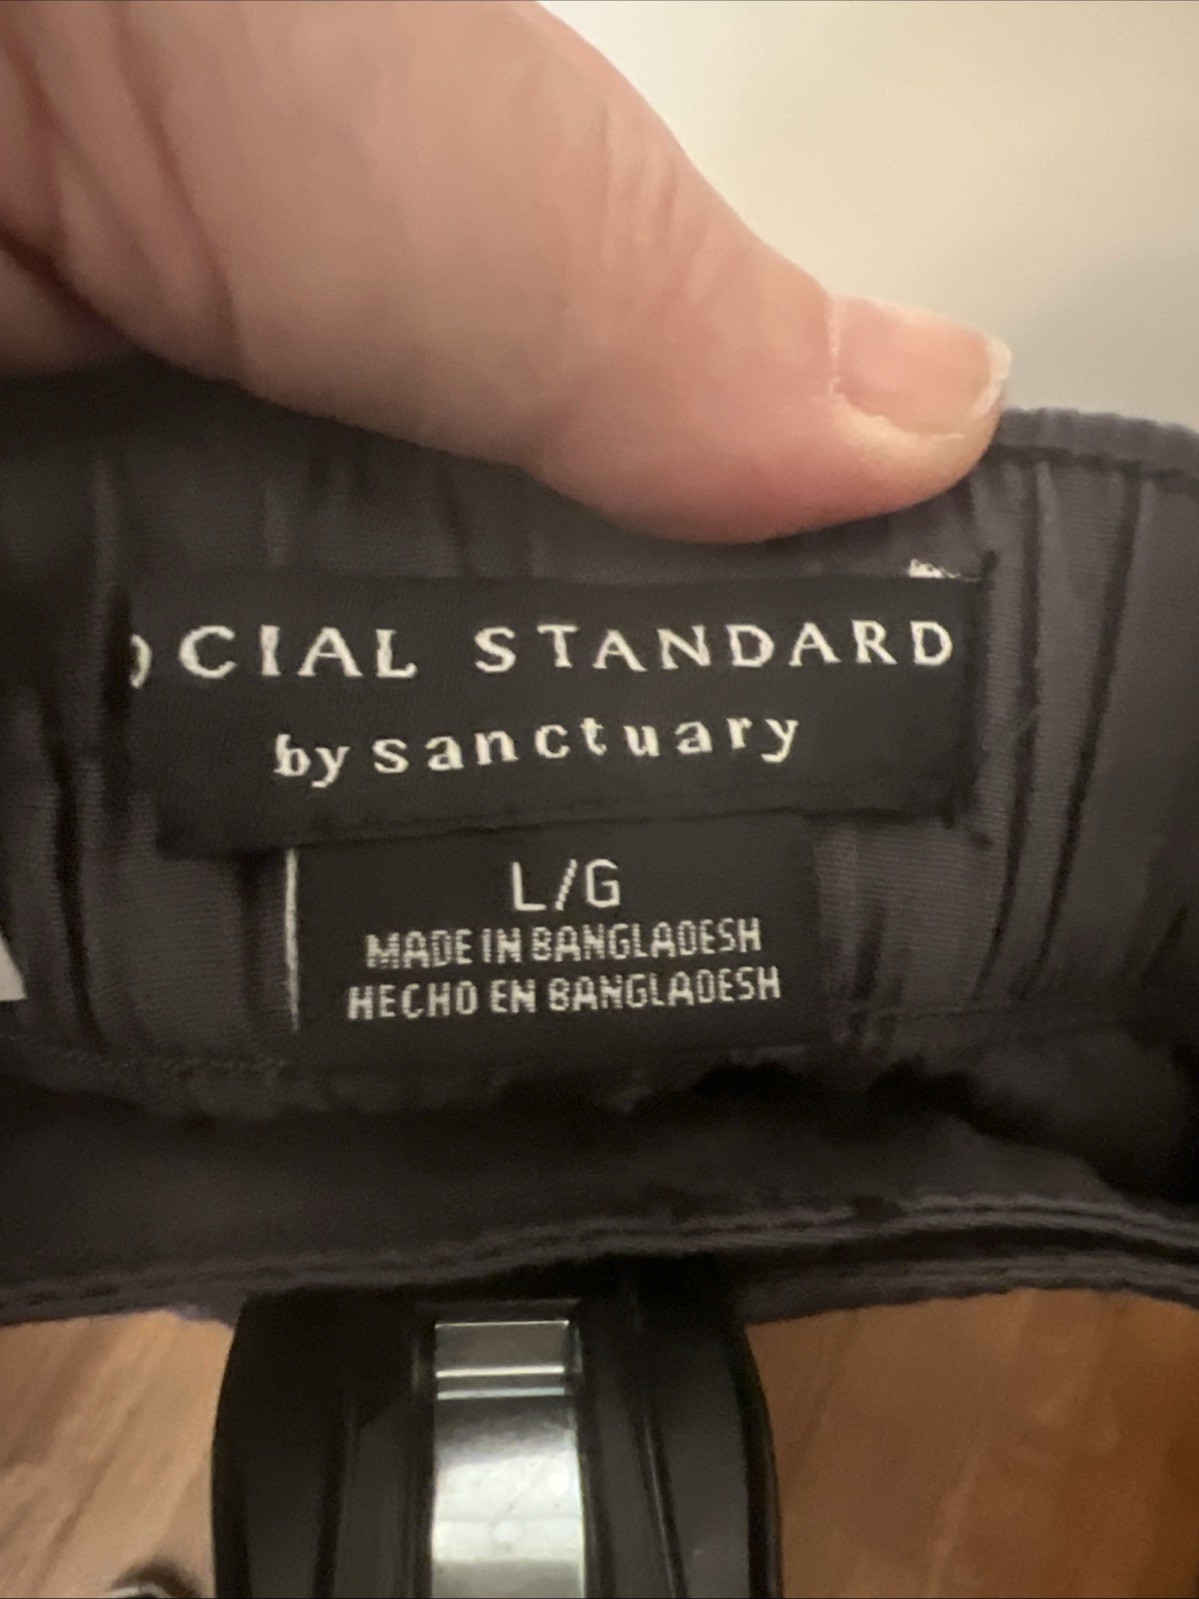 OCIAL STANDARD
by sanctuary
L/G
MADE IN BANGLADESH
HECHO EN BANGLADESH